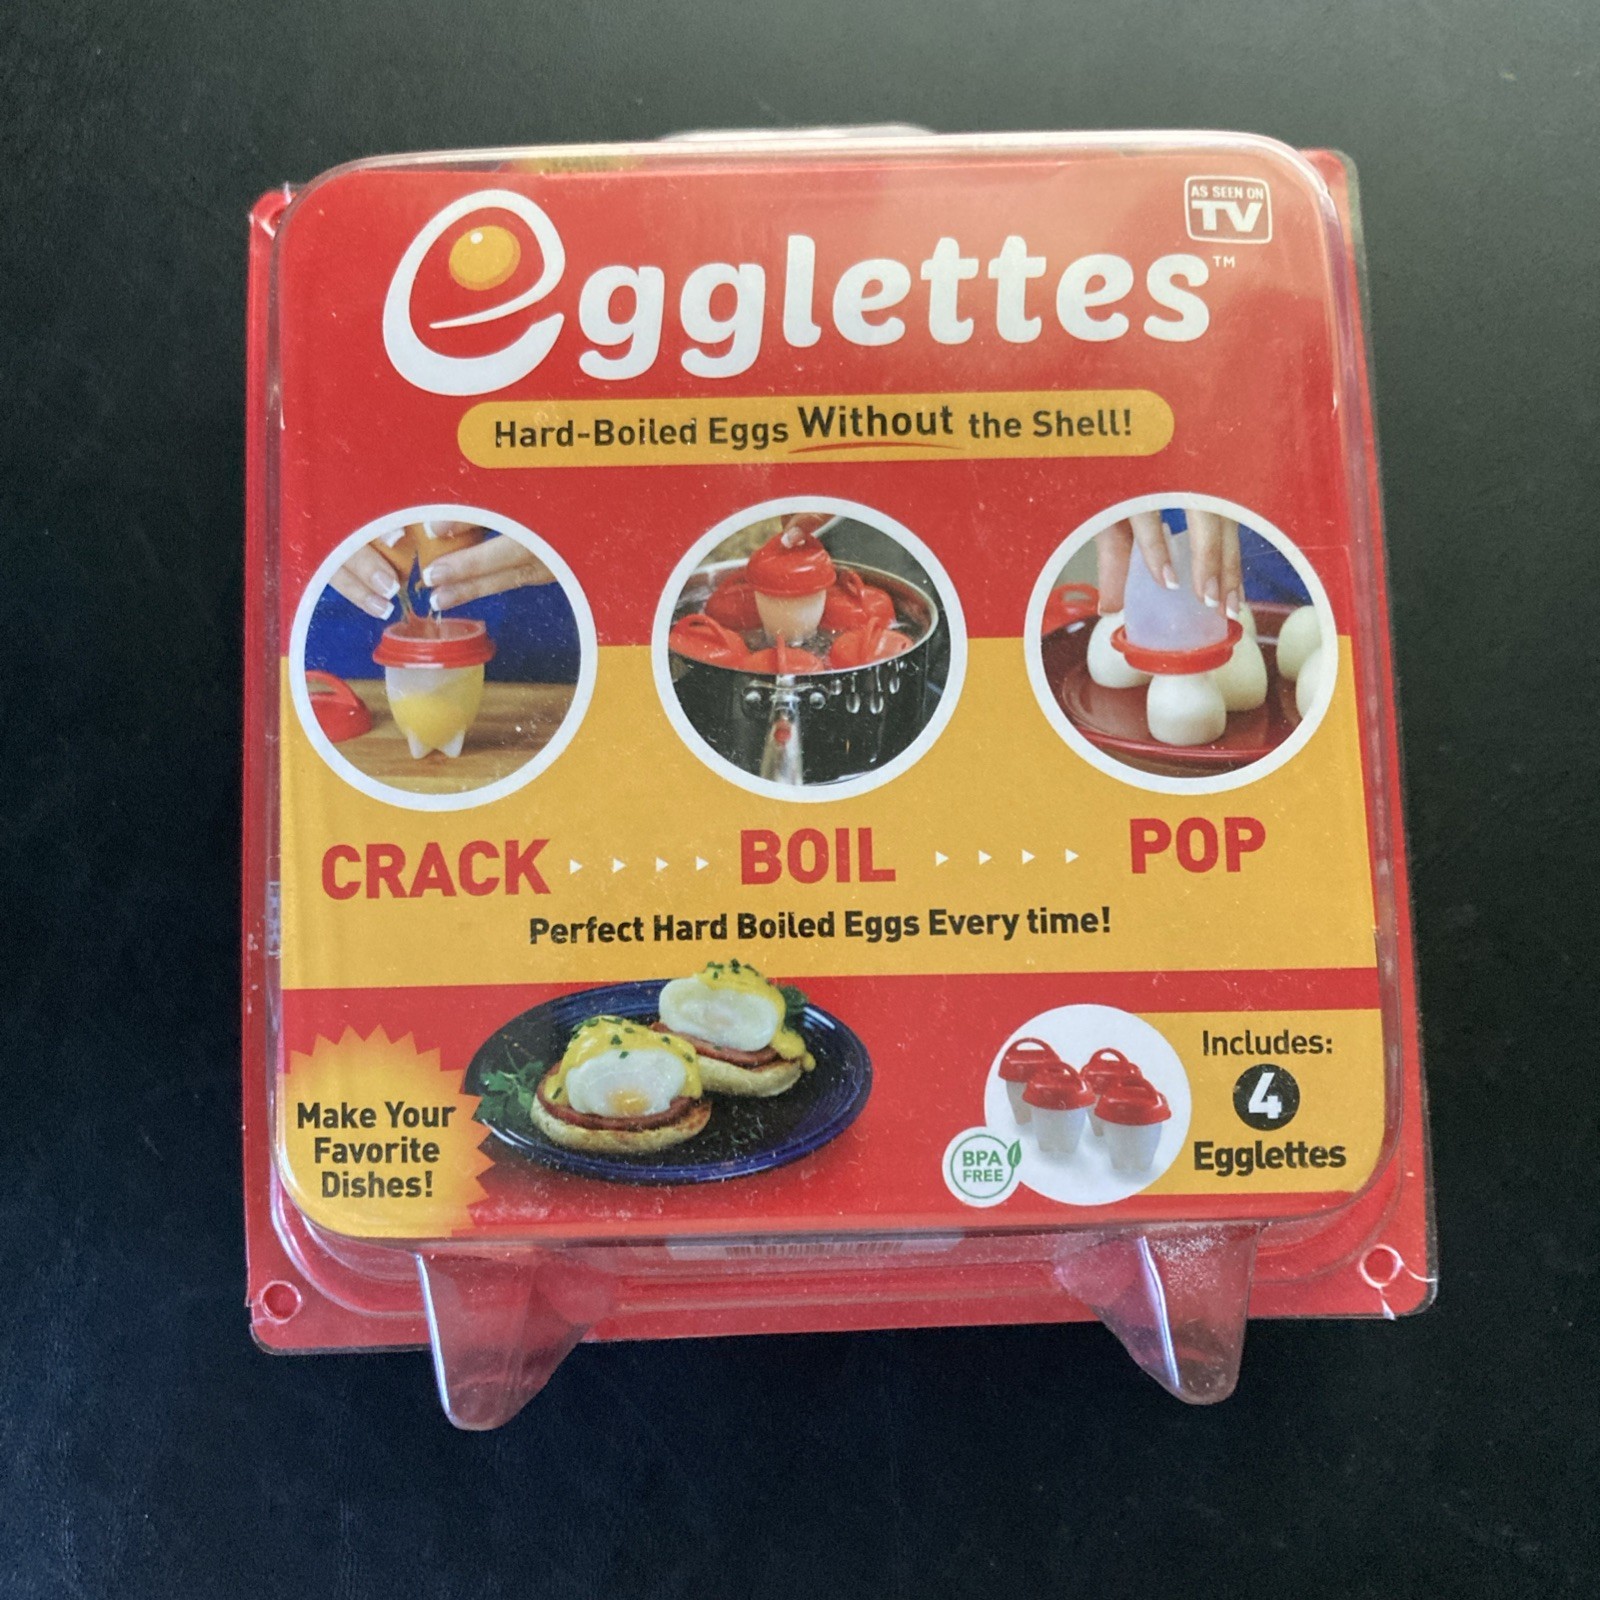 AS SEEN ON
TV
egglettes™
Hard-Boiled Eggs Without the Shell!
CRACK
BOIL
POP
Perfect Hard Boiled Eggs Every time!
Make Your
Favorite
Dishes!
BPA
FREE
Includes:
4
Egglettes